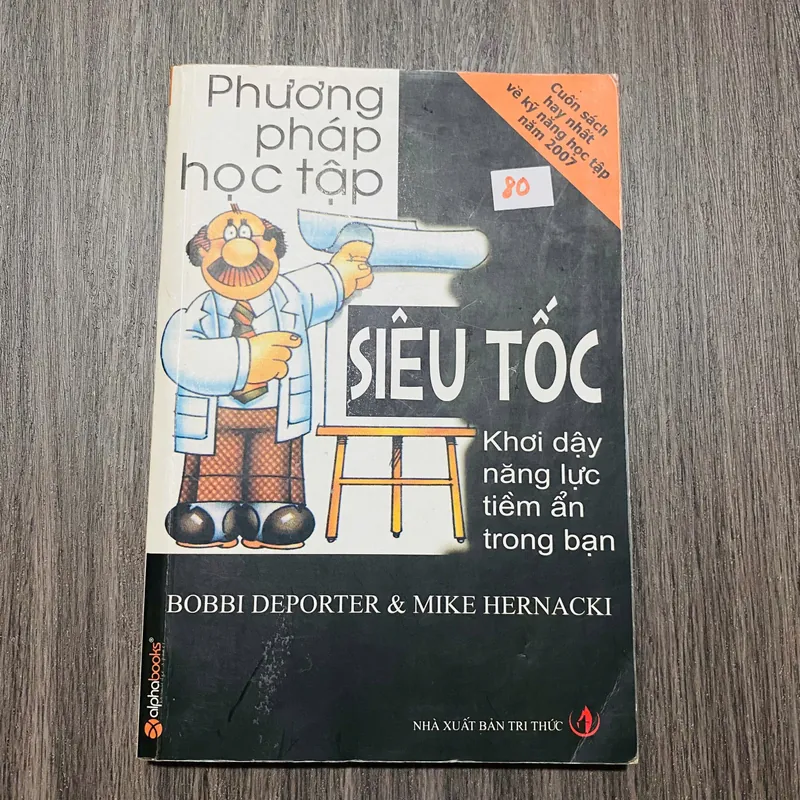 Phương
pháp
học tập
Cuốn sách
hay nhất
về kỹ năng học tập
năm 2007
80
SIÊU TỐC
Khơi dậy
năng lực
tiềm ẩn
trong bạn
BOBBI DEPORTER & MIKE HERNACKI
alphabooks®
NHÀ XUẤT BẢN TRI THỨC